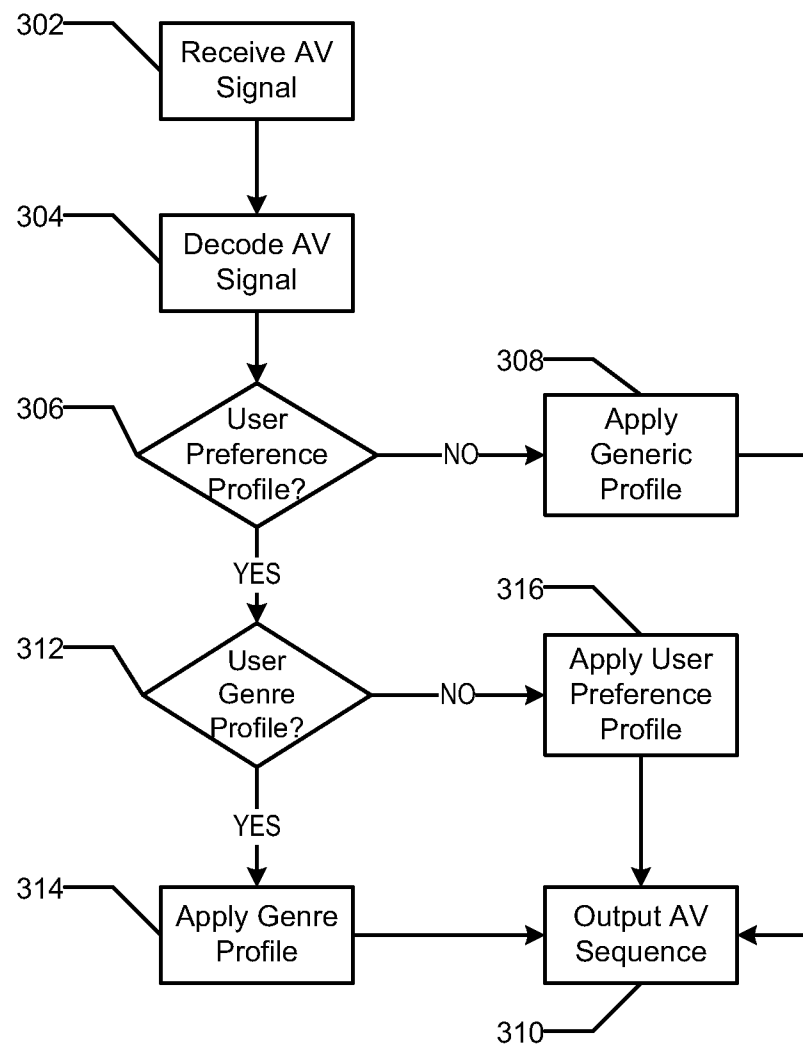 302
Receive AV
Signal
304
Decode AV
Signal
306
User
Preference
Profile?
NO
308
Apply
Generic
Profile
YES
312
User
Genre
Profile?
NO
316
Apply User
Preference
Profile
YES
314
Apply Genre
Profile
Output AV
Sequence
310